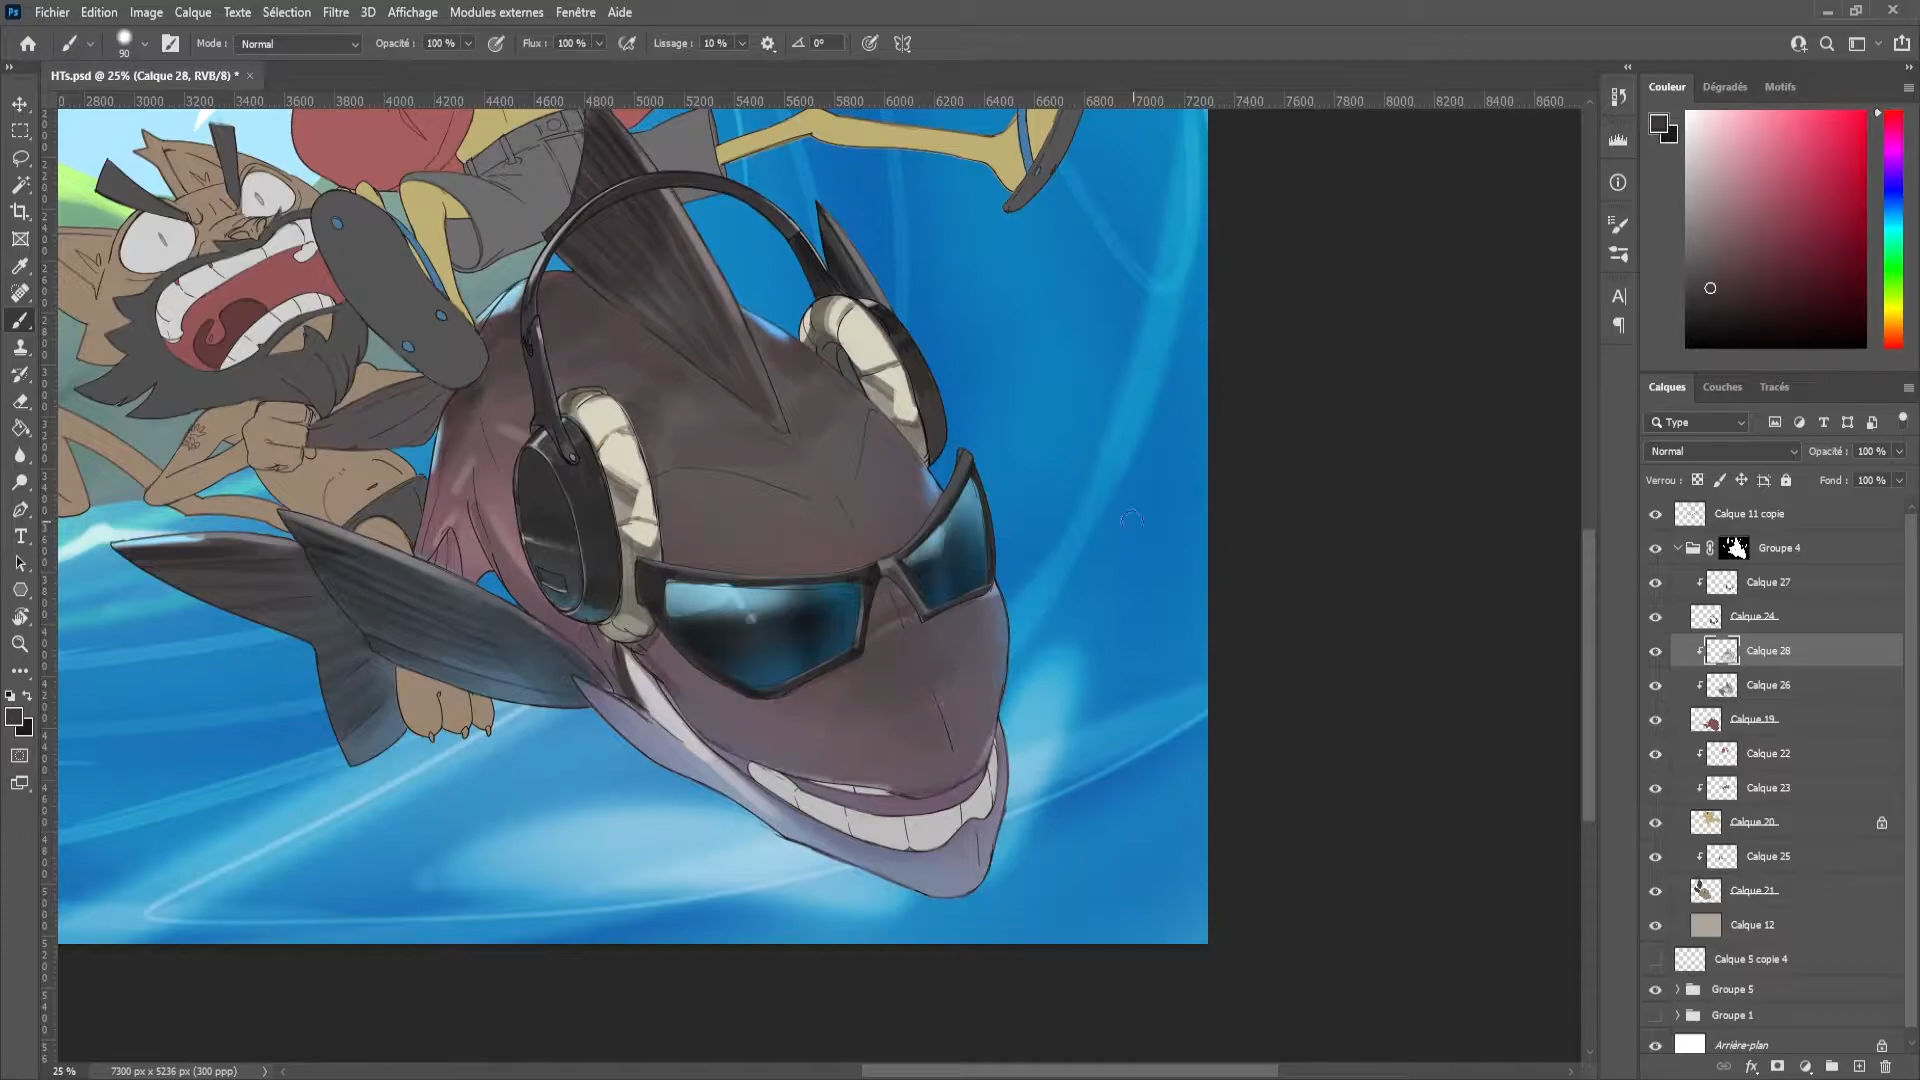 Ps Fichier Edition Image Calque Texte Sélection Filtre 3D Affichage Modules externes Fenêtre Aide
90 Mode : Normal Opacité : 100 % Flux : 100 % Lissage : 10 % 0°
HTs.psd @ 25% (Calque 28, RVB/8) * ×
0 2800 3000 3200 3400 3600 3800 4000 4200 4400 4600 4800 5000 5200 5400 5600 5800 6000 6200 6400 6600 6800 7000 7200 7400 7600 7800 8000 8200 8400 8600
Couleur Dégradés Motifs
Calques Couches Tracés
Type
Normal Opacité : 100 %
Verrou : Fond : 100 %
Calque 11 copie
Groupe 4
Calque 27
Calque 24
Calque 28
Calque 26
Calque 19
Calque 22
Calque 23
Calque 20
Calque 25
Calque 21
Calque 12
Calque 5 copie 4
Groupe 5
Groupe 1
Arrière-plan
25 % 7300 px x 5236 px (300 ppp)